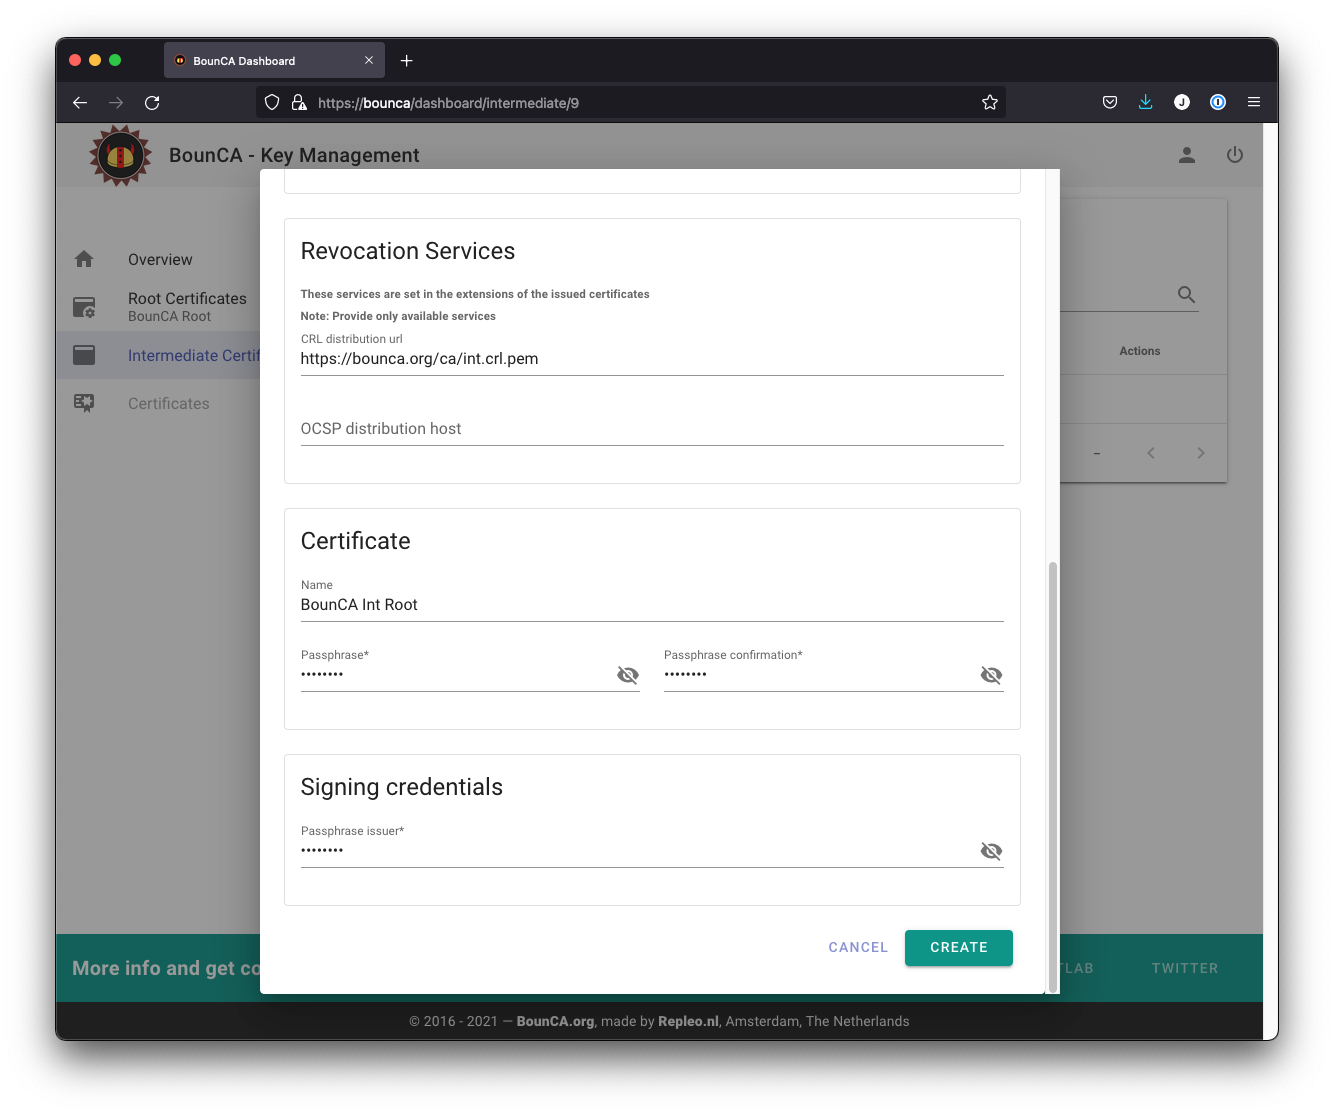 BounCA Dashboard
https://bounca/dashboard/intermediate/9
BounCA - Key Management
Overview
Root Certificates
BounCA Root
Intermediate Certif
Certificates
Actions
–
Revocation Services
These services are set in the extensions of the issued certificates
Note: Provide only available services
CRL distribution url
https://bounca.org/ca/int.crl.pem
OCSP distribution host
Certificate
Name
BounCA Int Root
Passphrase* Passphrase confirmation*
•••••••• ••••••••
Signing credentials
Passphrase issuer*
••••••••
CANCEL CREATE
More info and get co TLAB TWITTER
© 2016 - 2021 — BounCA.org, made by Repleo.nl, Amsterdam, The Netherlands